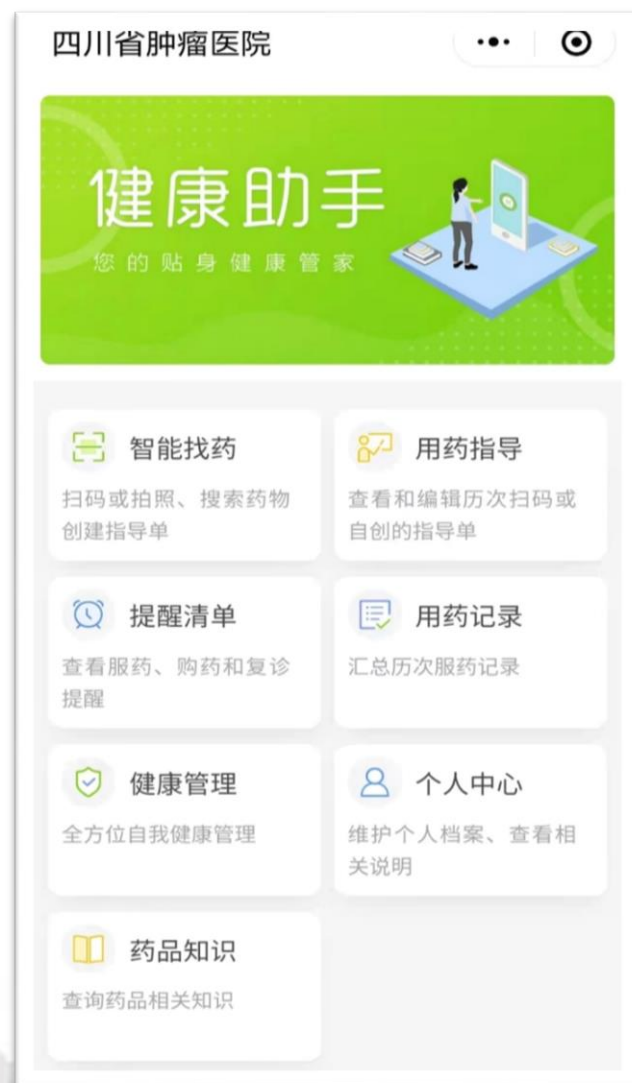 四川省肿瘤医院
健康助手
您的贴身健康管家
智能找药
扫码或拍照、搜索药物
创建指导单
用药指导
查看和编辑历次扫码或
自创的指导单
提醒清单
查看服药、购药和复诊
提醒
用药记录
汇总历次服药记录
健康管理
全方位自我健康管理
个人中心
维护个人档案、查看相
关说明
药品知识
查询药品相关知识